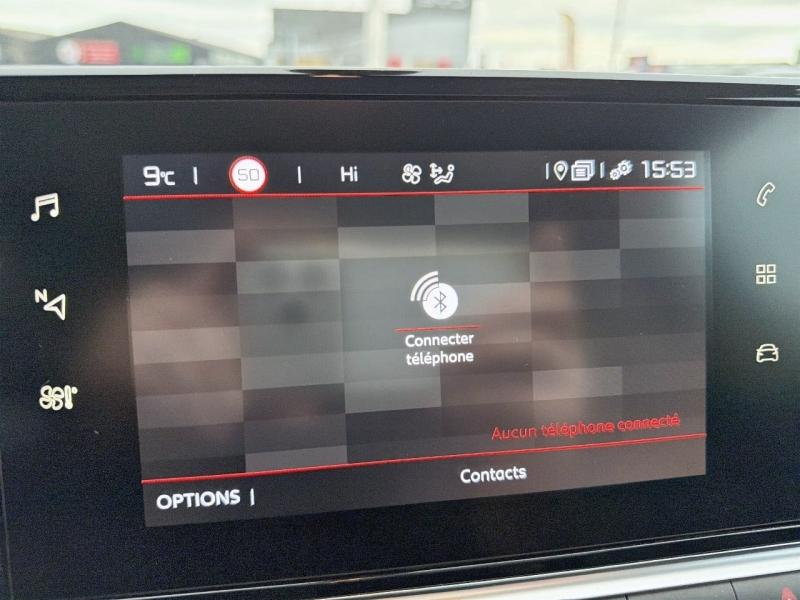 9°C | 50 | Hi | | 15:53
N
Connecter
téléphone
Aucun téléphone connecté
Contacts
OPTIONS |